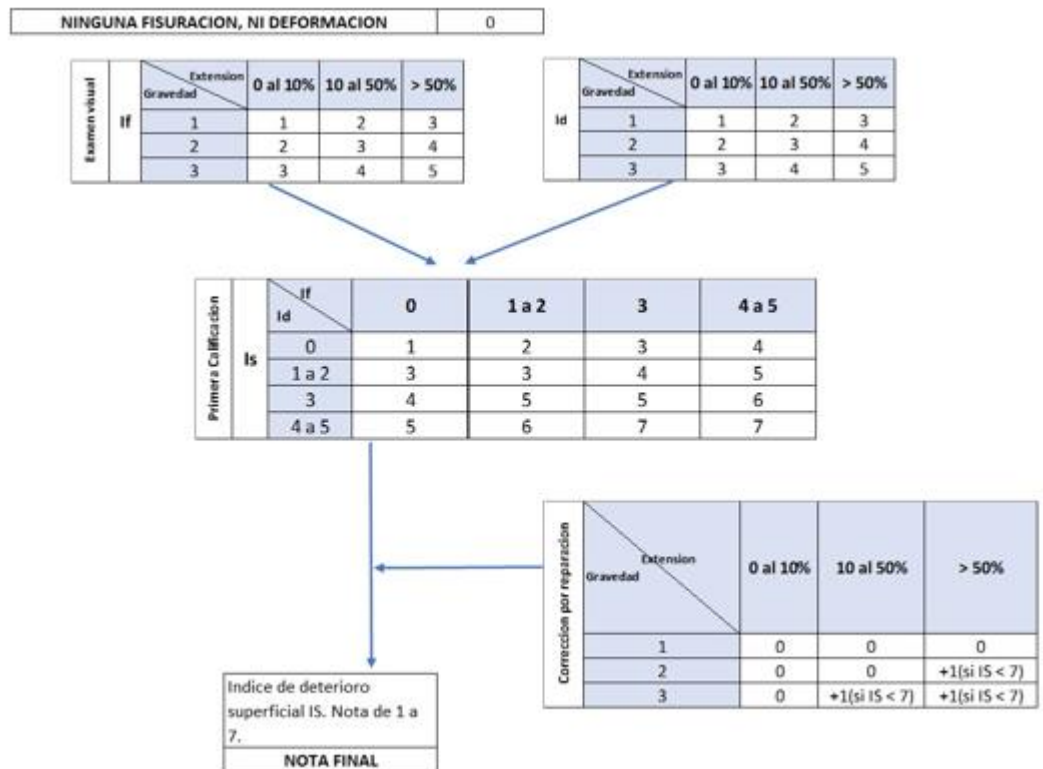 NINGUNA FISURACION, NI DEFORMACION 0
Examen visual
If
Extension
Gravedad
0 al 10% 10 al 50% > 50%
1 1 2 3
2 2 3 4
3 3 4 5
Id
Extension
Gravedad
0 al 10% 10 al 50% > 50%
1 1 2 3
2 2 3 4
3 3 4 5
Primera Calificacion
Is
If
Id
0 1 a 2 3 4 a 5
0 1 2 3 4
1 a 2 3 3 4 5
3 4 5 5 6
4 a 5 5 6 7 7
Correccion por reparacion
Extension
Gravedad
0 al 10% 10 al 50% > 50%
1 0 0 0
2 0 0 +1(si IS < 7)
3 0 +1(si IS < 7) +1(si IS < 7)
Indice de deterioro
superficial IS. Nota de 1 a
7.
NOTA FINAL